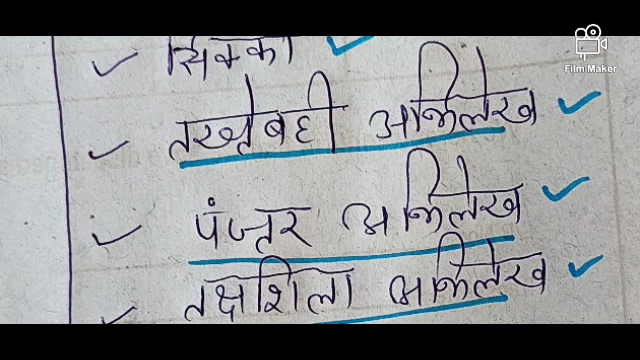 सिक्का
Film Maker
तख्तेबही अभिलेख
पंजतर अभिलेख
तक्षशिला अभिलेख